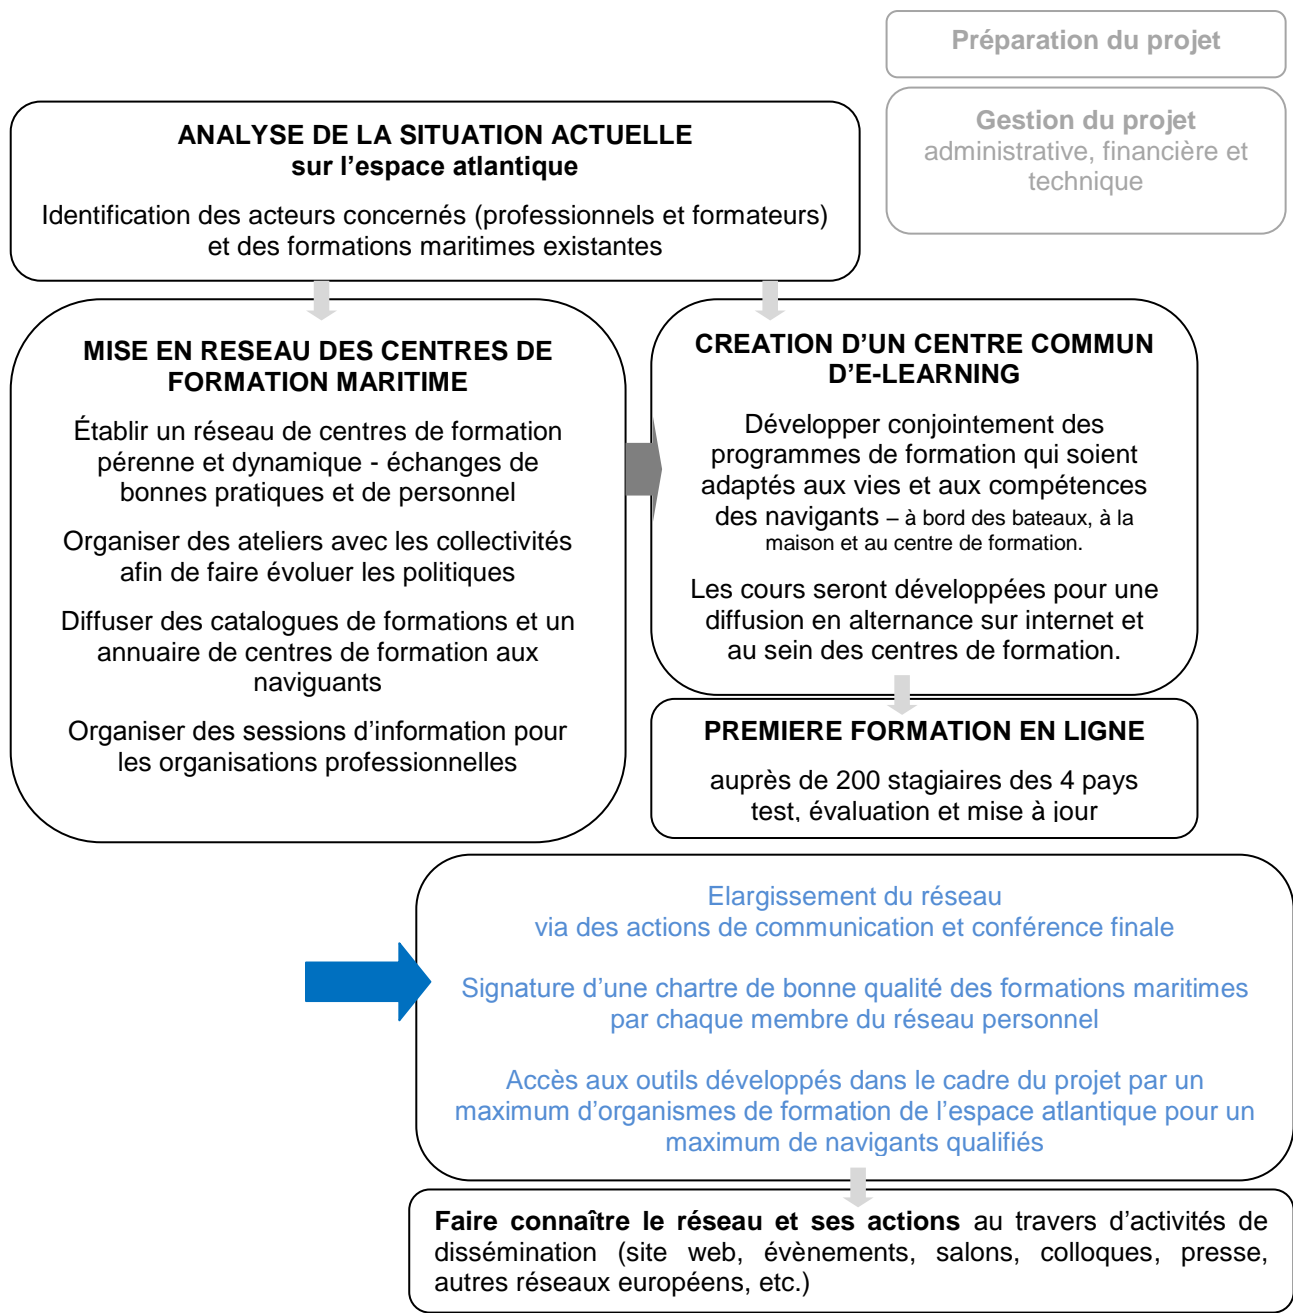 Préparation du projet
Gestion du projet
administrative, financière et
technique
ANALYSE DE LA SITUATION ACTUELLE
sur l’espace atlantique
Identification des acteurs concernés (professionnels et formateurs)
et des formations maritimes existantes
MISE EN RESEAU DES CENTRES DE
FORMATION MARITIME
Établir un réseau de centres de formation
pérenne et dynamique - échanges de
bonnes pratiques et de personnel
Organiser des ateliers avec les collectivités
afin de faire évoluer les politiques
Diffuser des catalogues de formations et un
annuaire de centres de formation aux
naviguants
Organiser des sessions d’information pour
les organisations professionnelles
CREATION D’UN CENTRE COMMUN
D’E-LEARNING
Développer conjointement des
programmes de formation qui soient
adaptés aux vies et aux compétences
des navigants – à bord des bateaux, à la
maison et au centre de formation.
Les cours seront développées pour une
diffusion en alternance sur internet et
au sein des centres de formation.
PREMIERE FORMATION EN LIGNE
auprès de 200 stagiaires des 4 pays
test, évaluation et mise à jour
Elargissement du réseau
via des actions de communication et conférence finale
Signature d’une chartre de bonne qualité des formations maritimes
par chaque membre du réseau personnel
Accès aux outils développés dans le cadre du projet par un
maximum d’organismes de formation de l’espace atlantique pour un
maximum de navigants qualifiés
Faire connaître le réseau et ses actions au travers d’activités de
dissémination (site web, évènements, salons, colloques, presse,
autres réseaux européens, etc.)